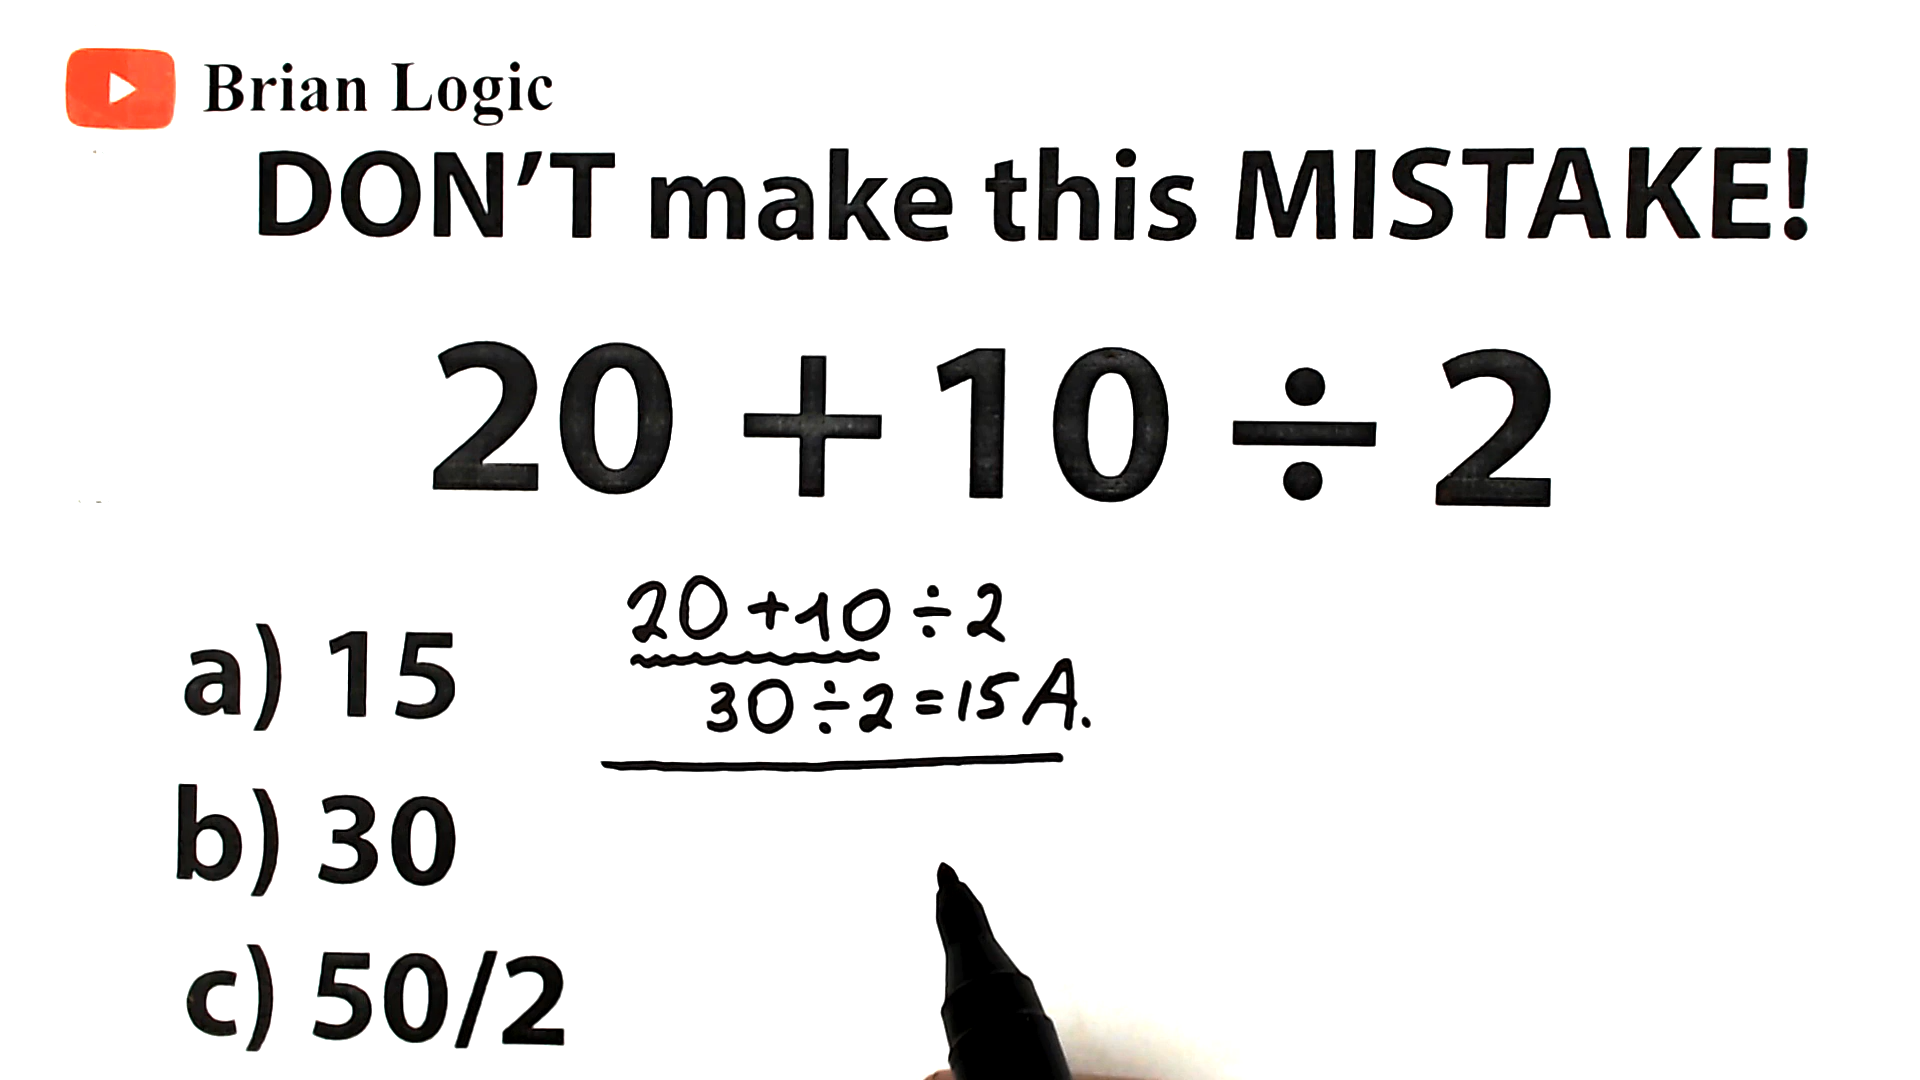 Brian Logic
DON'T make this MISTAKE!
20 + 10 ÷ 2
20 + 10 ÷ 2
30 ÷ 2 = 15 A.
a) 15
b) 30
c) 50/2